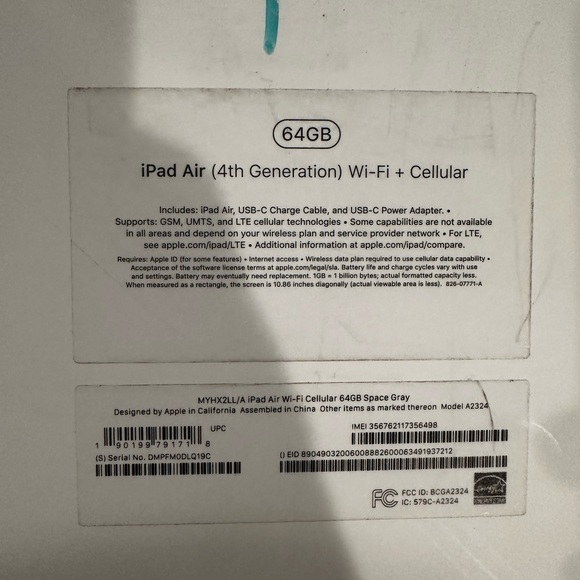 64GB
iPad Air (4th Generation) Wi-Fi + Cellular
Includes: iPad Air, USB-C Charge Cable, and USB-C Power Adapter. •
Supports: GSM, UMTS, and LTE cellular technologies • Some capabilities are not available
in all areas and depend on your wireless plan and service provider network • For LTE,
see apple.com/ipad/LTE • Additional information at apple.com/ipad/compare.
Requires: Apple ID (for some features) • Internet access • Wireless data plan required to use cellular data capability •
Acceptance of the software license terms at apple.com/legal/sla. Battery life and charge cycles vary with use
and settings. Battery may eventually need replacement. 1GB = 1 billion bytes; actual formatted capacity less.
When measured as a rectangle, the screen is 10.86 inches diagonally (actual viewable area is less). 826-07771-A
MYHX2LL/A iPad Air Wi-Fi Cellular 64GB Space Gray
Designed by Apple in California Assembled in China Other items as marked thereon Model A2324
UPC
1 90199 79171 8
IMEI 356762117356498
(S) Serial No. DMPFM0DLQ19C
() EID 89049032006008882600063491937212
FC FCC ID: BCGA2324
IC: 579C-A2324
ENERGY STAR